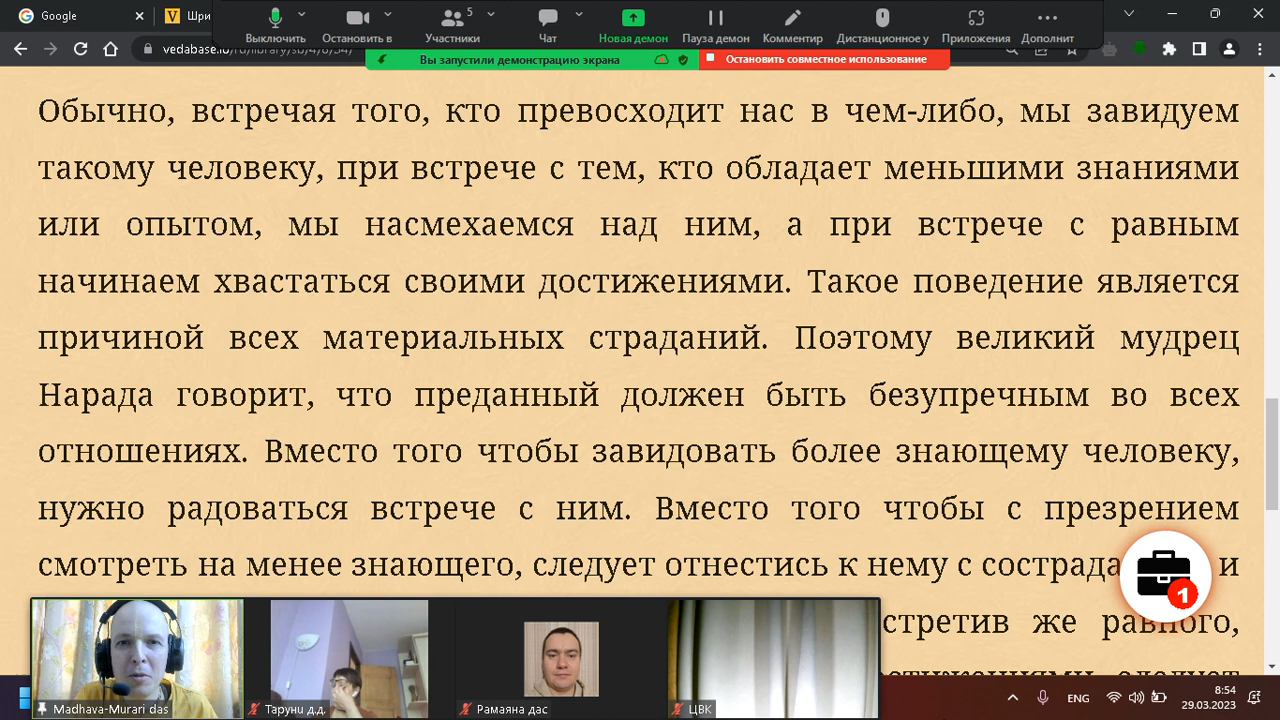 Google
Шри
5
Выключить
Остановить в
Участники
Чат
Новая демон
Пауза демон
Комментир
Дистанционное у
Приложения
Дополнит
Вы запустили демонстрацию экрана
Остановить совместное использование
Обычно, встречая того, кто превосходит нас в чем-либо, мы завидуем
такому человеку, при встрече с тем, кто обладает меньшими знаниями
или опытом, мы насмехаемся над ним, а при встрече с равным
начинаем хвастаться своими достижениями. Такое поведение является
причиной всех материальных страданий. Поэтому великий мудрец
Нарада говорит, что преданный должен быть безупречным во всех
отношениях. Вместо того чтобы завидовать более знающему человеку,
нужно радоваться встрече с ним. Вместо того чтобы с презрением
смотреть на менее знающего, следует отнестись к нему с сострада и
стретив же равного,
1
Madhava-Murari das
Таруни д.д.
Рамаяна дас
ЦВК
ENG
8:54
29.03.2023